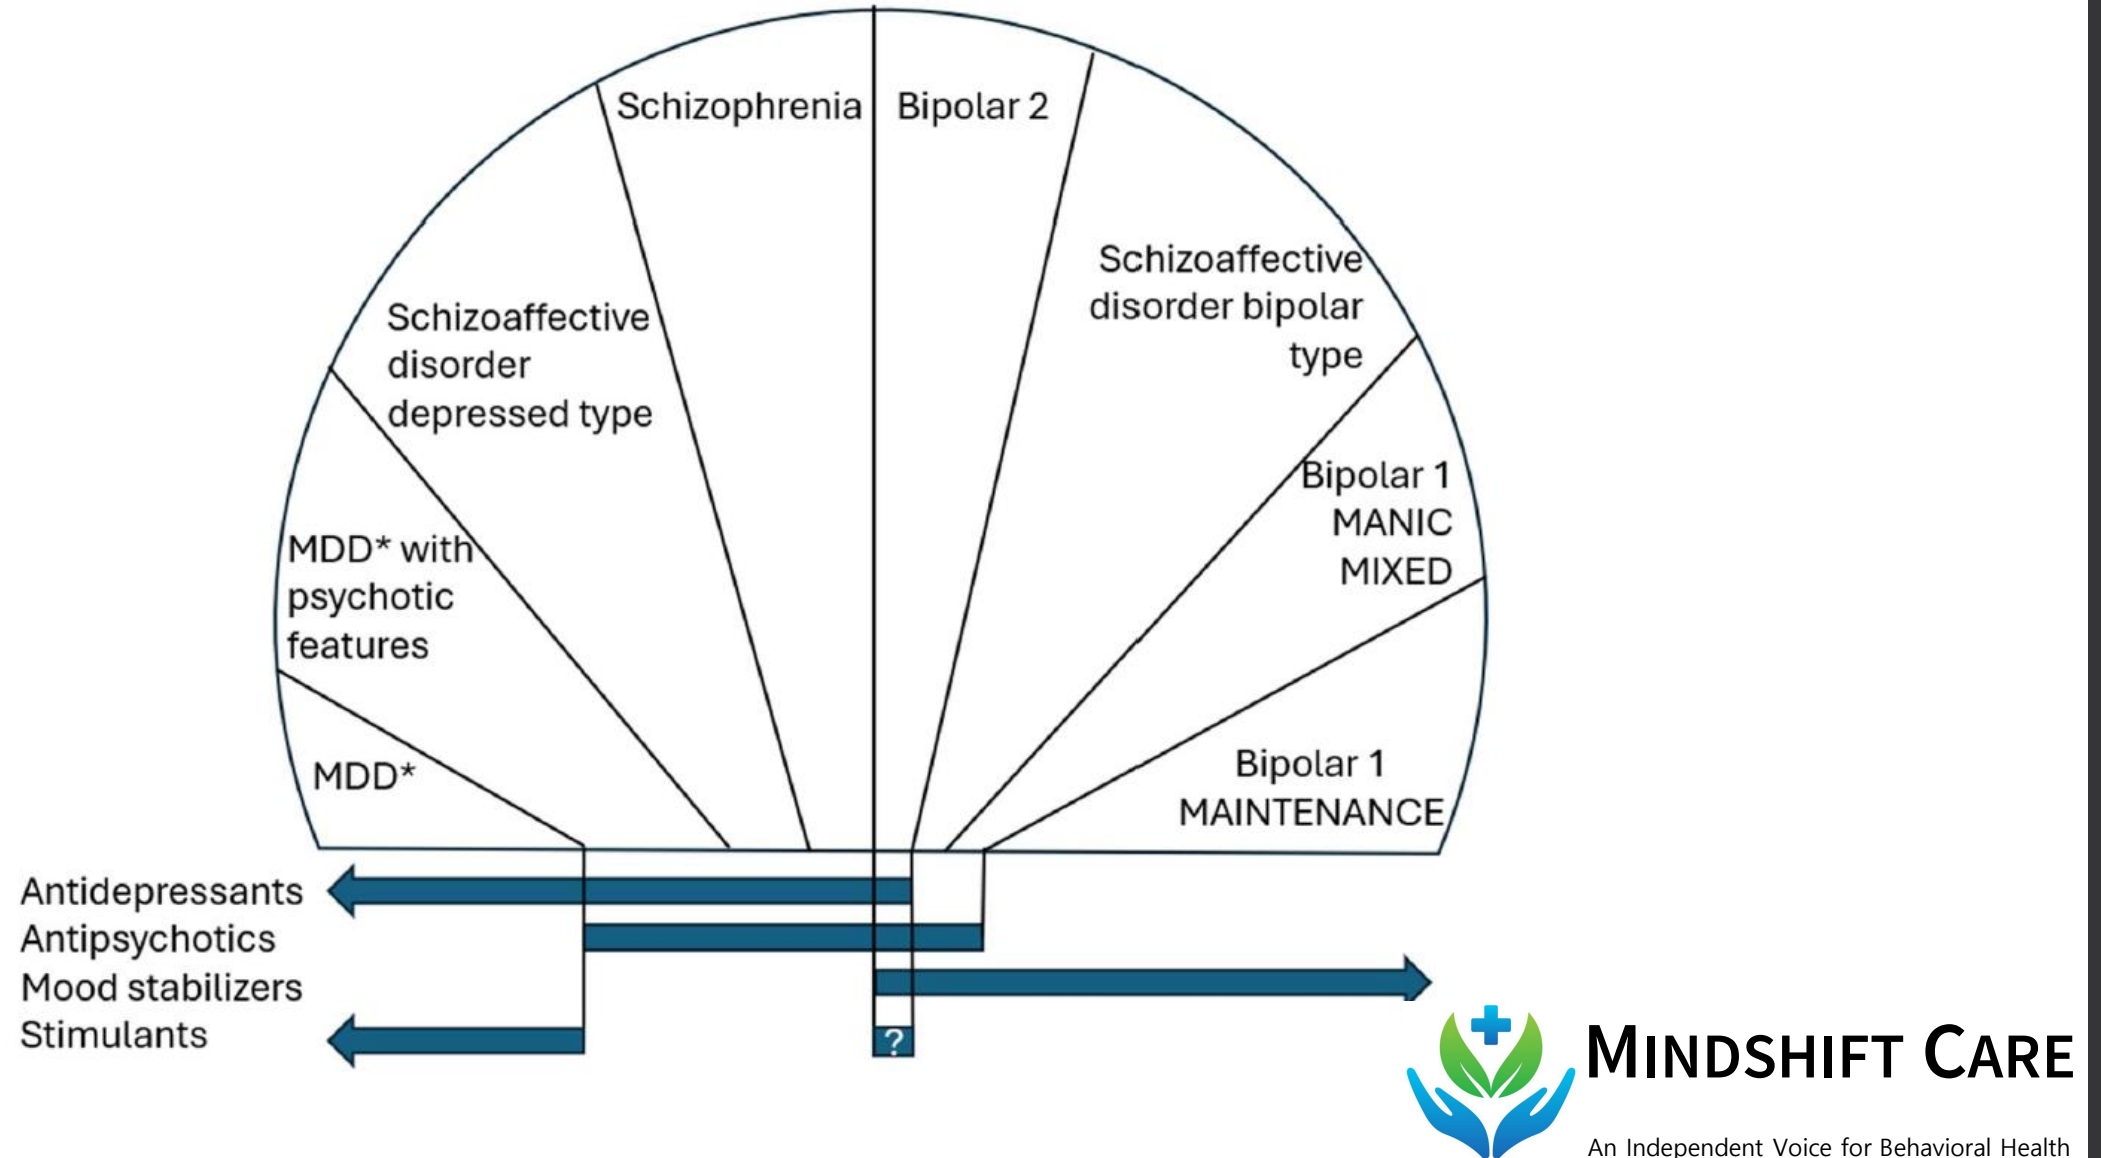 Schizophrenia
Bipolar 2
Schizoaffective
disorder
depressed type
Schizoaffective
disorder bipolar
type
MDD* with
psychotic
features
Bipolar 1
MANIC
MIXED
MDD*
Bipolar 1
MAINTENANCE
Antidepressants
Antipsychotics
Mood stabilizers
Stimulants
?
MINDSHIFT CARE
An Independent Voice for Behavioral Health